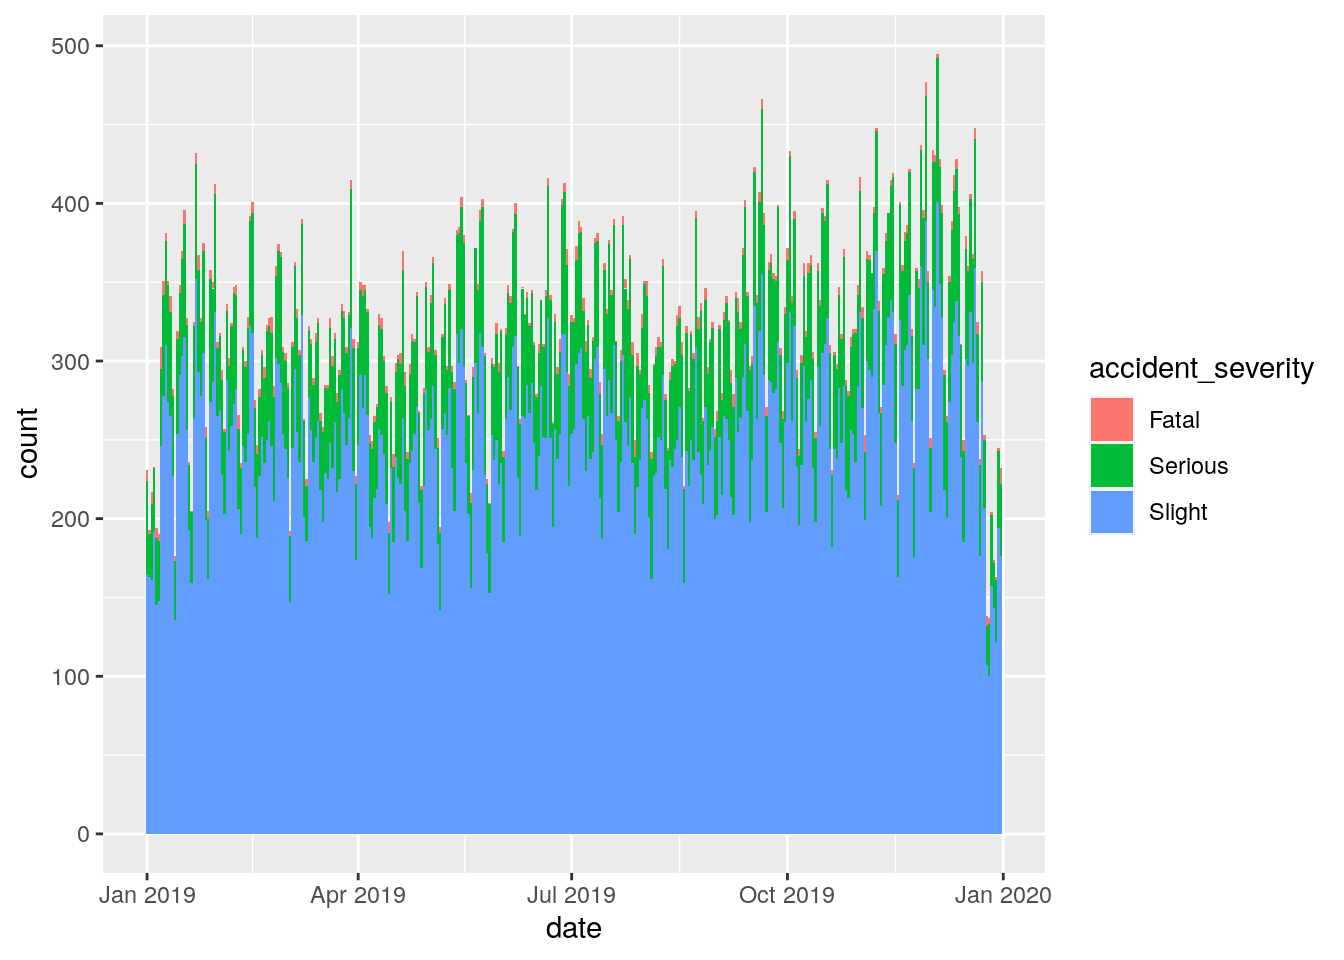 500
400
300
200
100
0
count
Jan 2019 Apr 2019 Jul 2019 Oct 2019 Jan 2020
date
accident_severity
Fatal
Serious
Slight